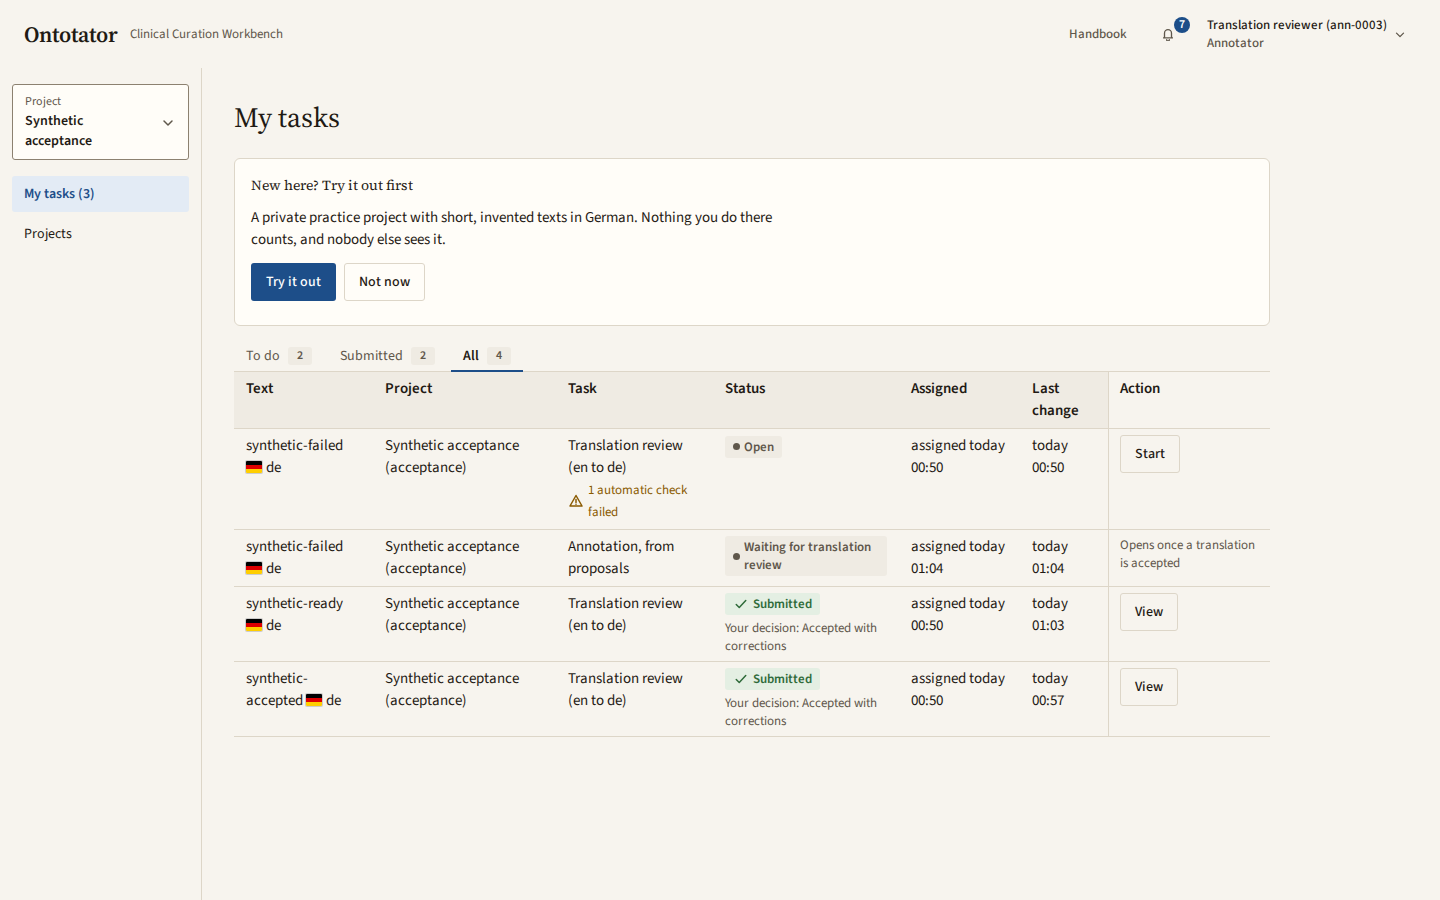 Ontotator Clinical Curation Workbench
Handbook
7
Translation reviewer (ann-0003)
Annotator
Project
Synthetic
acceptance
My tasks (3)
Projects
My tasks
New here? Try it out first
A private practice project with short, invented texts in German. Nothing you do there
counts, and nobody else sees it.
Try it out Not now
To do 2 Submitted 2 All 4
Text Project Task Status Assigned Last change Action
synthetic-failed Synthetic acceptance Translation review Open assigned today today Start
de (acceptance) (en to de) 00:50 00:50
1 automatic check
failed
synthetic-failed Synthetic acceptance Annotation, from Waiting for translation assigned today today Opens once a translation
de (acceptance) proposals review 01:04 01:04 is accepted
synthetic-ready Synthetic acceptance Translation review Submitted assigned today today View
de (acceptance) (en to de) 00:50 01:03
Your decision: Accepted with
corrections
synthetic- Synthetic acceptance Translation review Submitted assigned today today View
accepted de (acceptance) (en to de) 00:50 00:57
Your decision: Accepted with
corrections